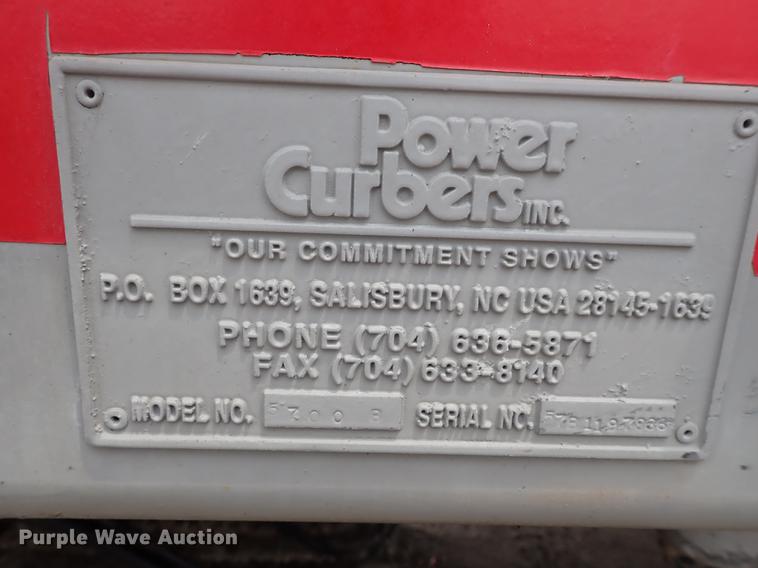 Power
Curbers INC.
"OUR COMMITMENT SHOWS"
P.O. BOX 1639, SALISBURY, NC USA 28145-1639
PHONE (704) 636-5871
FAX (704) 633-8140
MODEL NO. 5700 B SERIAL NO.
Purple Wave Auction